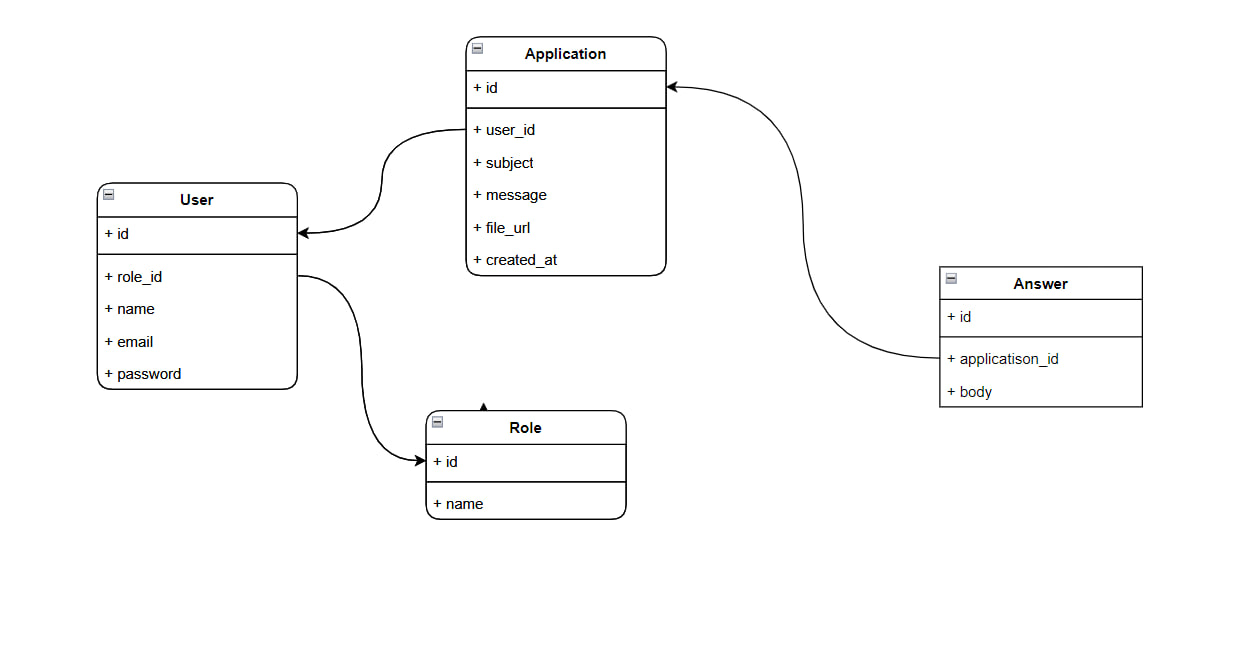 Application
+ id
+ user_id
+ subject
+ message
+ file_url
+ created_at
User
+ id
+ role_id
+ name
+ email
+ password
Answer
+ id
+ applicatison_id
+ body
Role
+ id
+ name